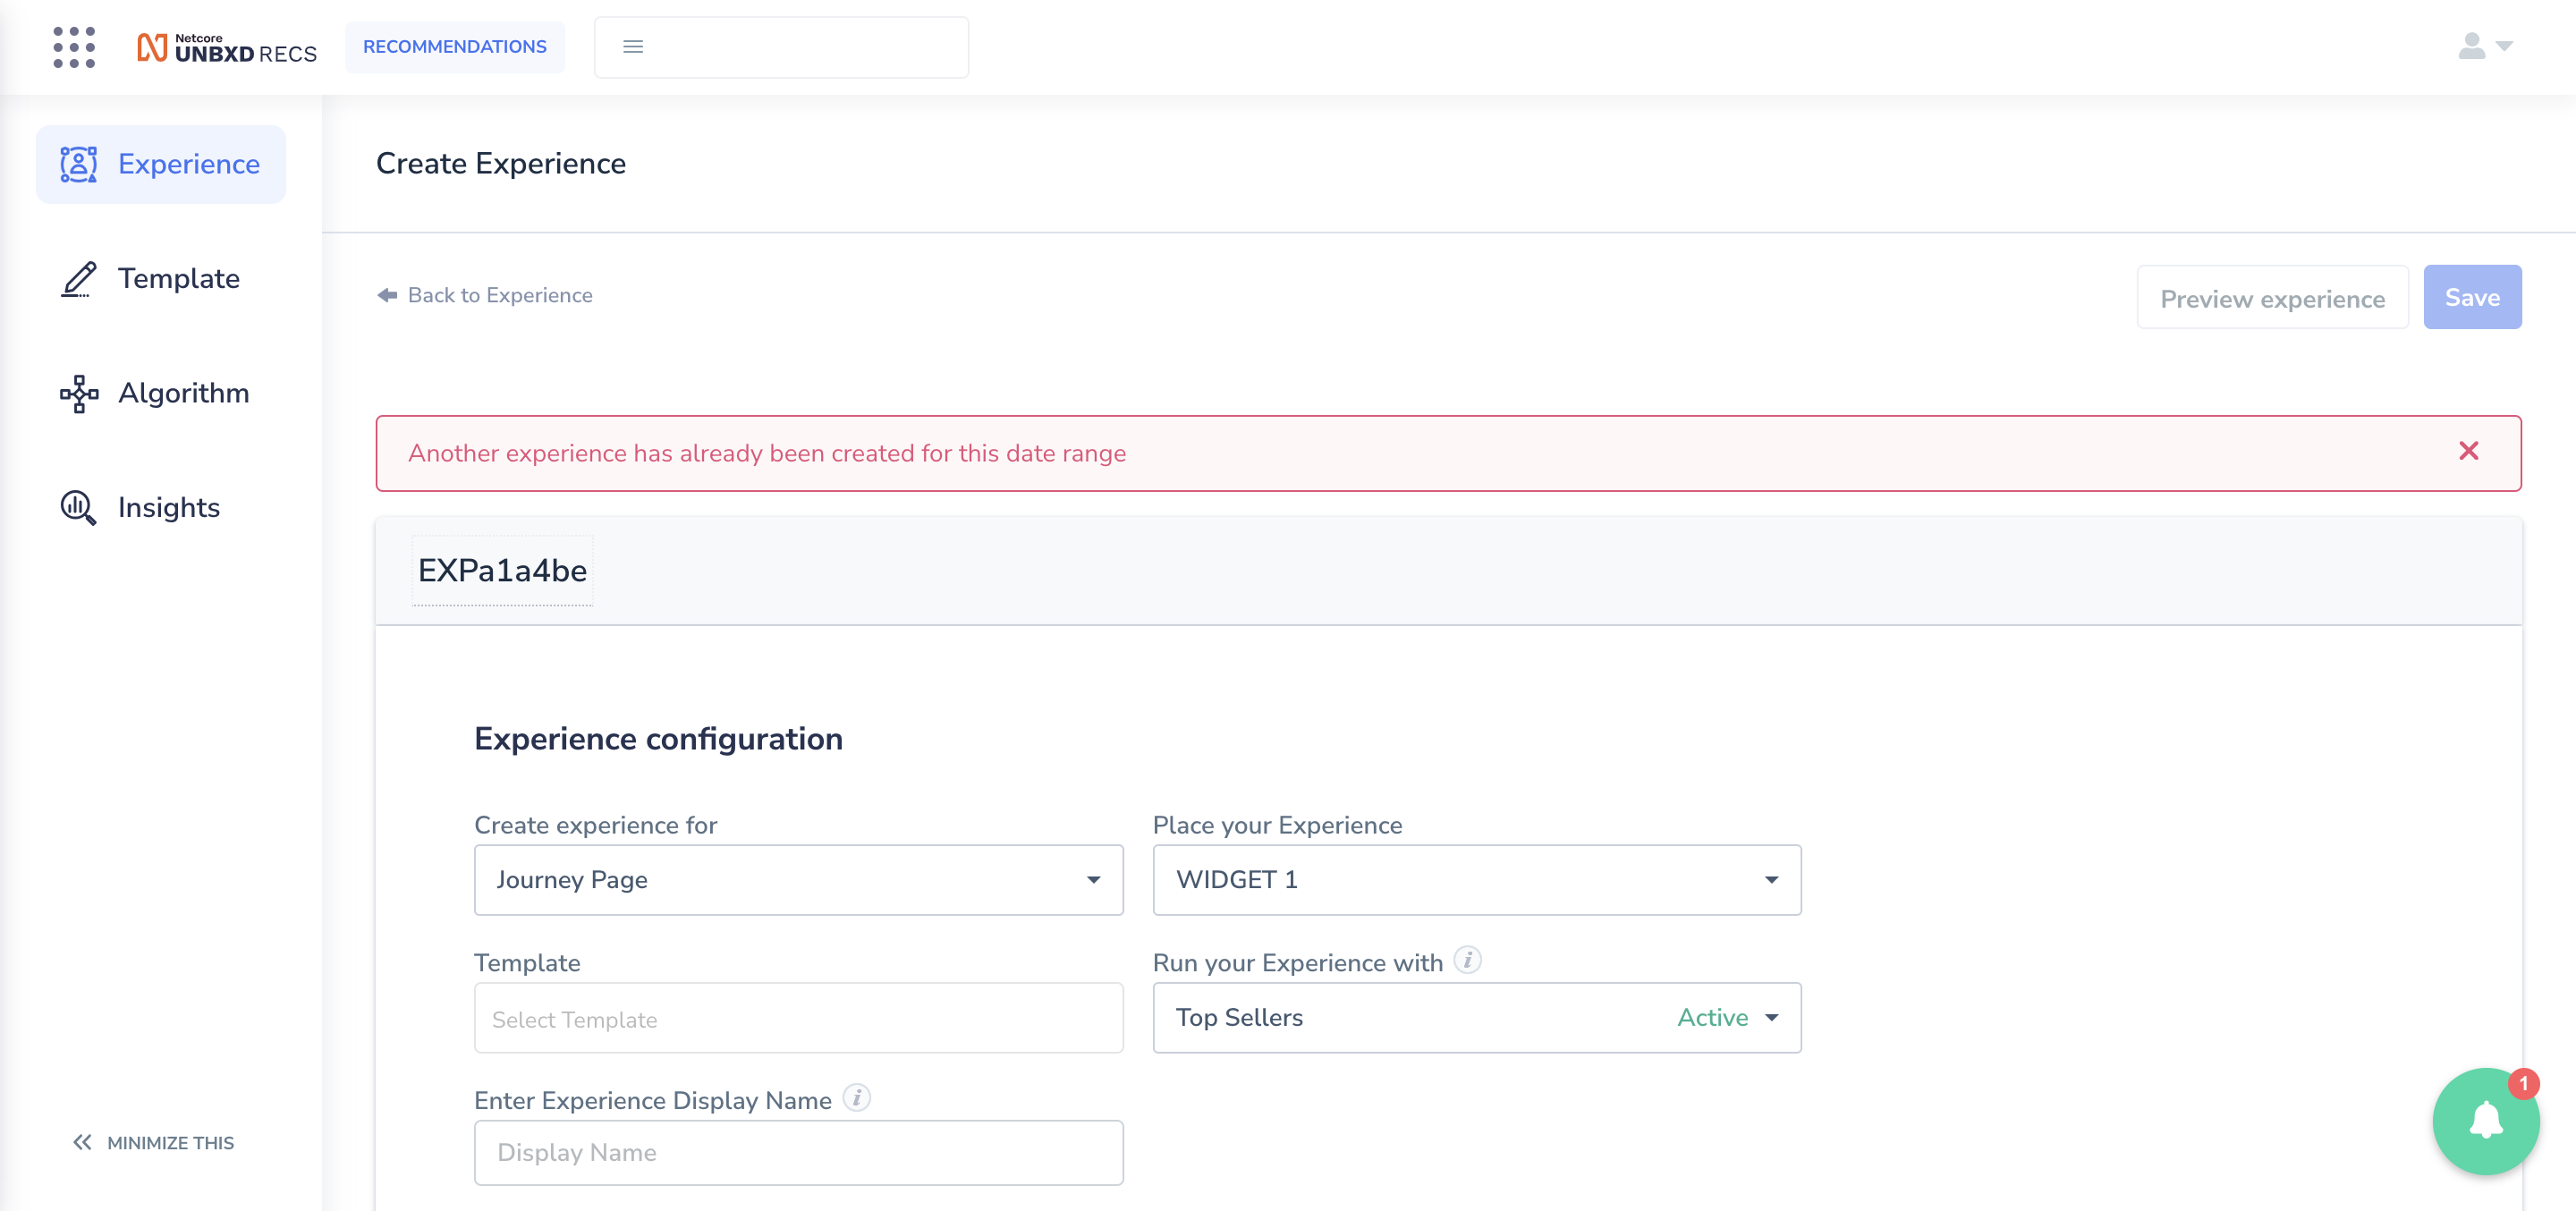 Netcore
UNBXD RECS
RECOMMENDATIONS
Experience
Template
Algorithm
Insights
MINIMIZE THIS
Create Experience
Back to Experience
Preview experience
Save
Another experience has already been created for this date range
EXPa1a4be
Experience configuration
Create experience for
Journey Page
Place your Experience
WIDGET 1
Template
Select Template
Run your Experience with i
Top Sellers
Active
Enter Experience Display Name i
Display Name
1